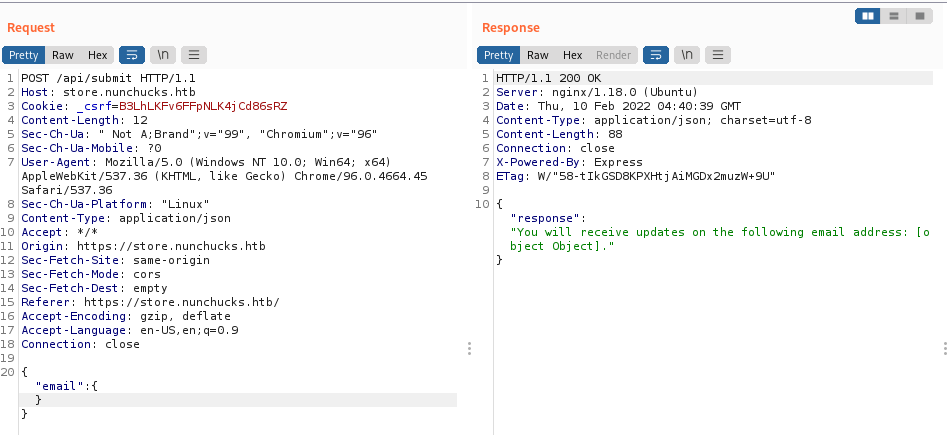 Request
Pretty Raw Hex \n
1 POST /api/submit HTTP/1.1
2 Host: store.nunchucks.htb
3 Cookie: _csrf=B3LhLKFv6FFpNLK4jCd86sRZ
4 Content-Length: 12
5 Sec-Ch-Ua: " Not A;Brand";v="99", "Chromium";v="96"
6 Sec-Ch-Ua-Mobile: ?0
7 User-Agent: Mozilla/5.0 (Windows NT 10.0; Win64; x64)
AppleWebKit/537.36 (KHTML, like Gecko) Chrome/96.0.4664.45
Safari/537.36
8 Sec-Ch-Ua-Platform: "Linux"
9 Content-Type: application/json
10 Accept: */*
11 Origin: https://store.nunchucks.htb
12 Sec-Fetch-Site: same-origin
13 Sec-Fetch-Mode: cors
14 Sec-Fetch-Dest: empty
15 Referer: https://store.nunchucks.htb/
16 Accept-Encoding: gzip, deflate
17 Accept-Language: en-US,en;q=0.9
18 Connection: close
19
20 {
"email":{
}
}
Response
Pretty Raw Hex Render \n
1 HTTP/1.1 200 OK
2 Server: nginx/1.18.0 (Ubuntu)
3 Date: Thu, 10 Feb 2022 04:40:39 GMT
4 Content-Type: application/json; charset=utf-8
5 Content-Length: 88
6 Connection: close
7 X-Powered-By: Express
8 ETag: W/"58-tIkGSD8KPXHtjAiMGDx2muzW+9U"
9
10 {
"response":
"You will receive updates on the following email address: [o
bject Object]."
}